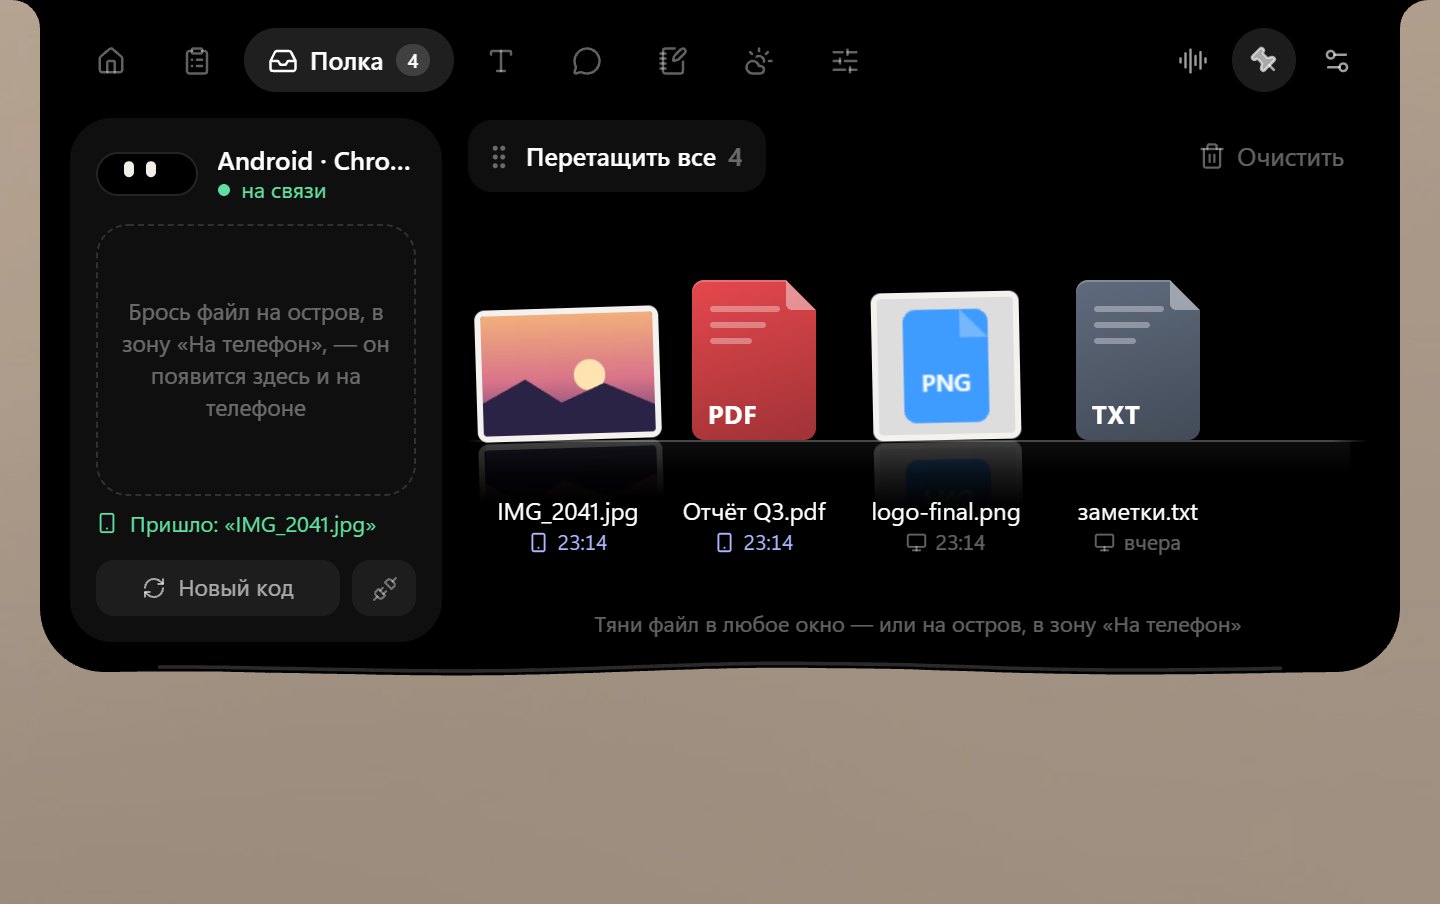 Полка 4
Android · Chro...
на связи
Перетащить все 4
Очистить
Брось файл на остров, в
зону «На телефон», — он
появится здесь и на
телефоне
PDF
PNG
TXT
Пришло: «IMG_2041.jpg»
IMG_2041.jpg
Отчёт Q3.pdf
logo-final.png
заметки.txt
23:14
23:14
23:14
вчера
Новый код
Тяни файл в любое окно — или на остров, в зону «На телефон»